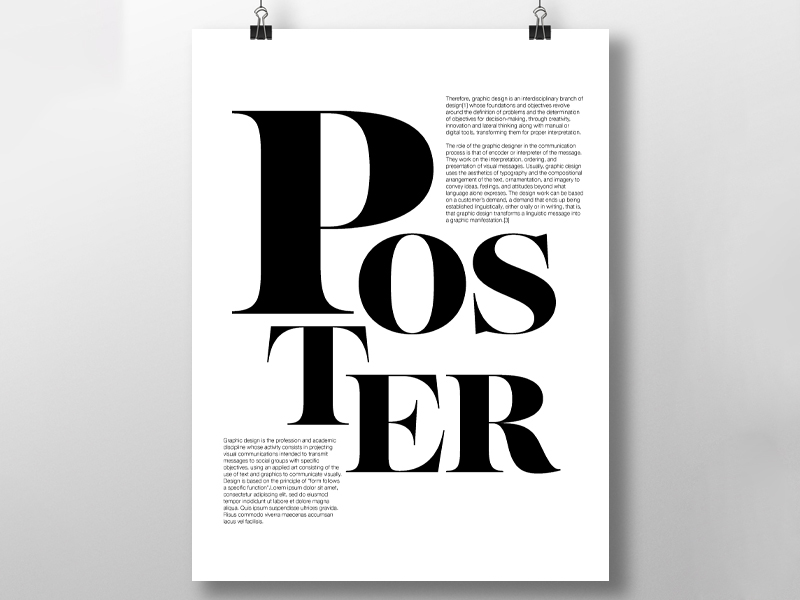 Therefore, graphic design is an interdisciplinary branch of
design[1] whose foundations and objectives revolve
around the definition of problems and the determination
of objectives for decision-making, through creativity,
innovation and lateral thinking along with manual or
digital tools, transforming them for proper interpretation.
The role of the graphic designer in the communication
process is that of encoder or interpreter of the message.
They work on the interpretation, ordering, and
presentation of visual messages. Usually, graphic design
uses the aesthetics of typography and the compositional
arrangement of the text, ornamentation, and imagery to
convey ideas, feelings, and attitudes beyond what
language alone expresses. The design work can be based
on a customer's demand, a demand that ends up being
established linguistically, either orally or in writing, that is,
that graphic design transforms a linguistic message into
a graphic manifestation.[3]
POS
TER
Graphic design is the profession and academic
discipline whose activity consists in projecting
visual communications intended to transmit
messages to social groups with specific
objectives, using an applied art consisting of the
use of text and graphics to communicate visually.
Design is based on the principle of "form follows
a specific function"./Lorem ipsum dolor sit amet,
consectetur adipiscing elit, sed do eiusmod
tempor incididunt ut labore et dolore magna
aliqua. Quis ipsum suspendisse ultrices gravida.
Risus commodo viverra maecenas accumsan
lacus vel facilisis.